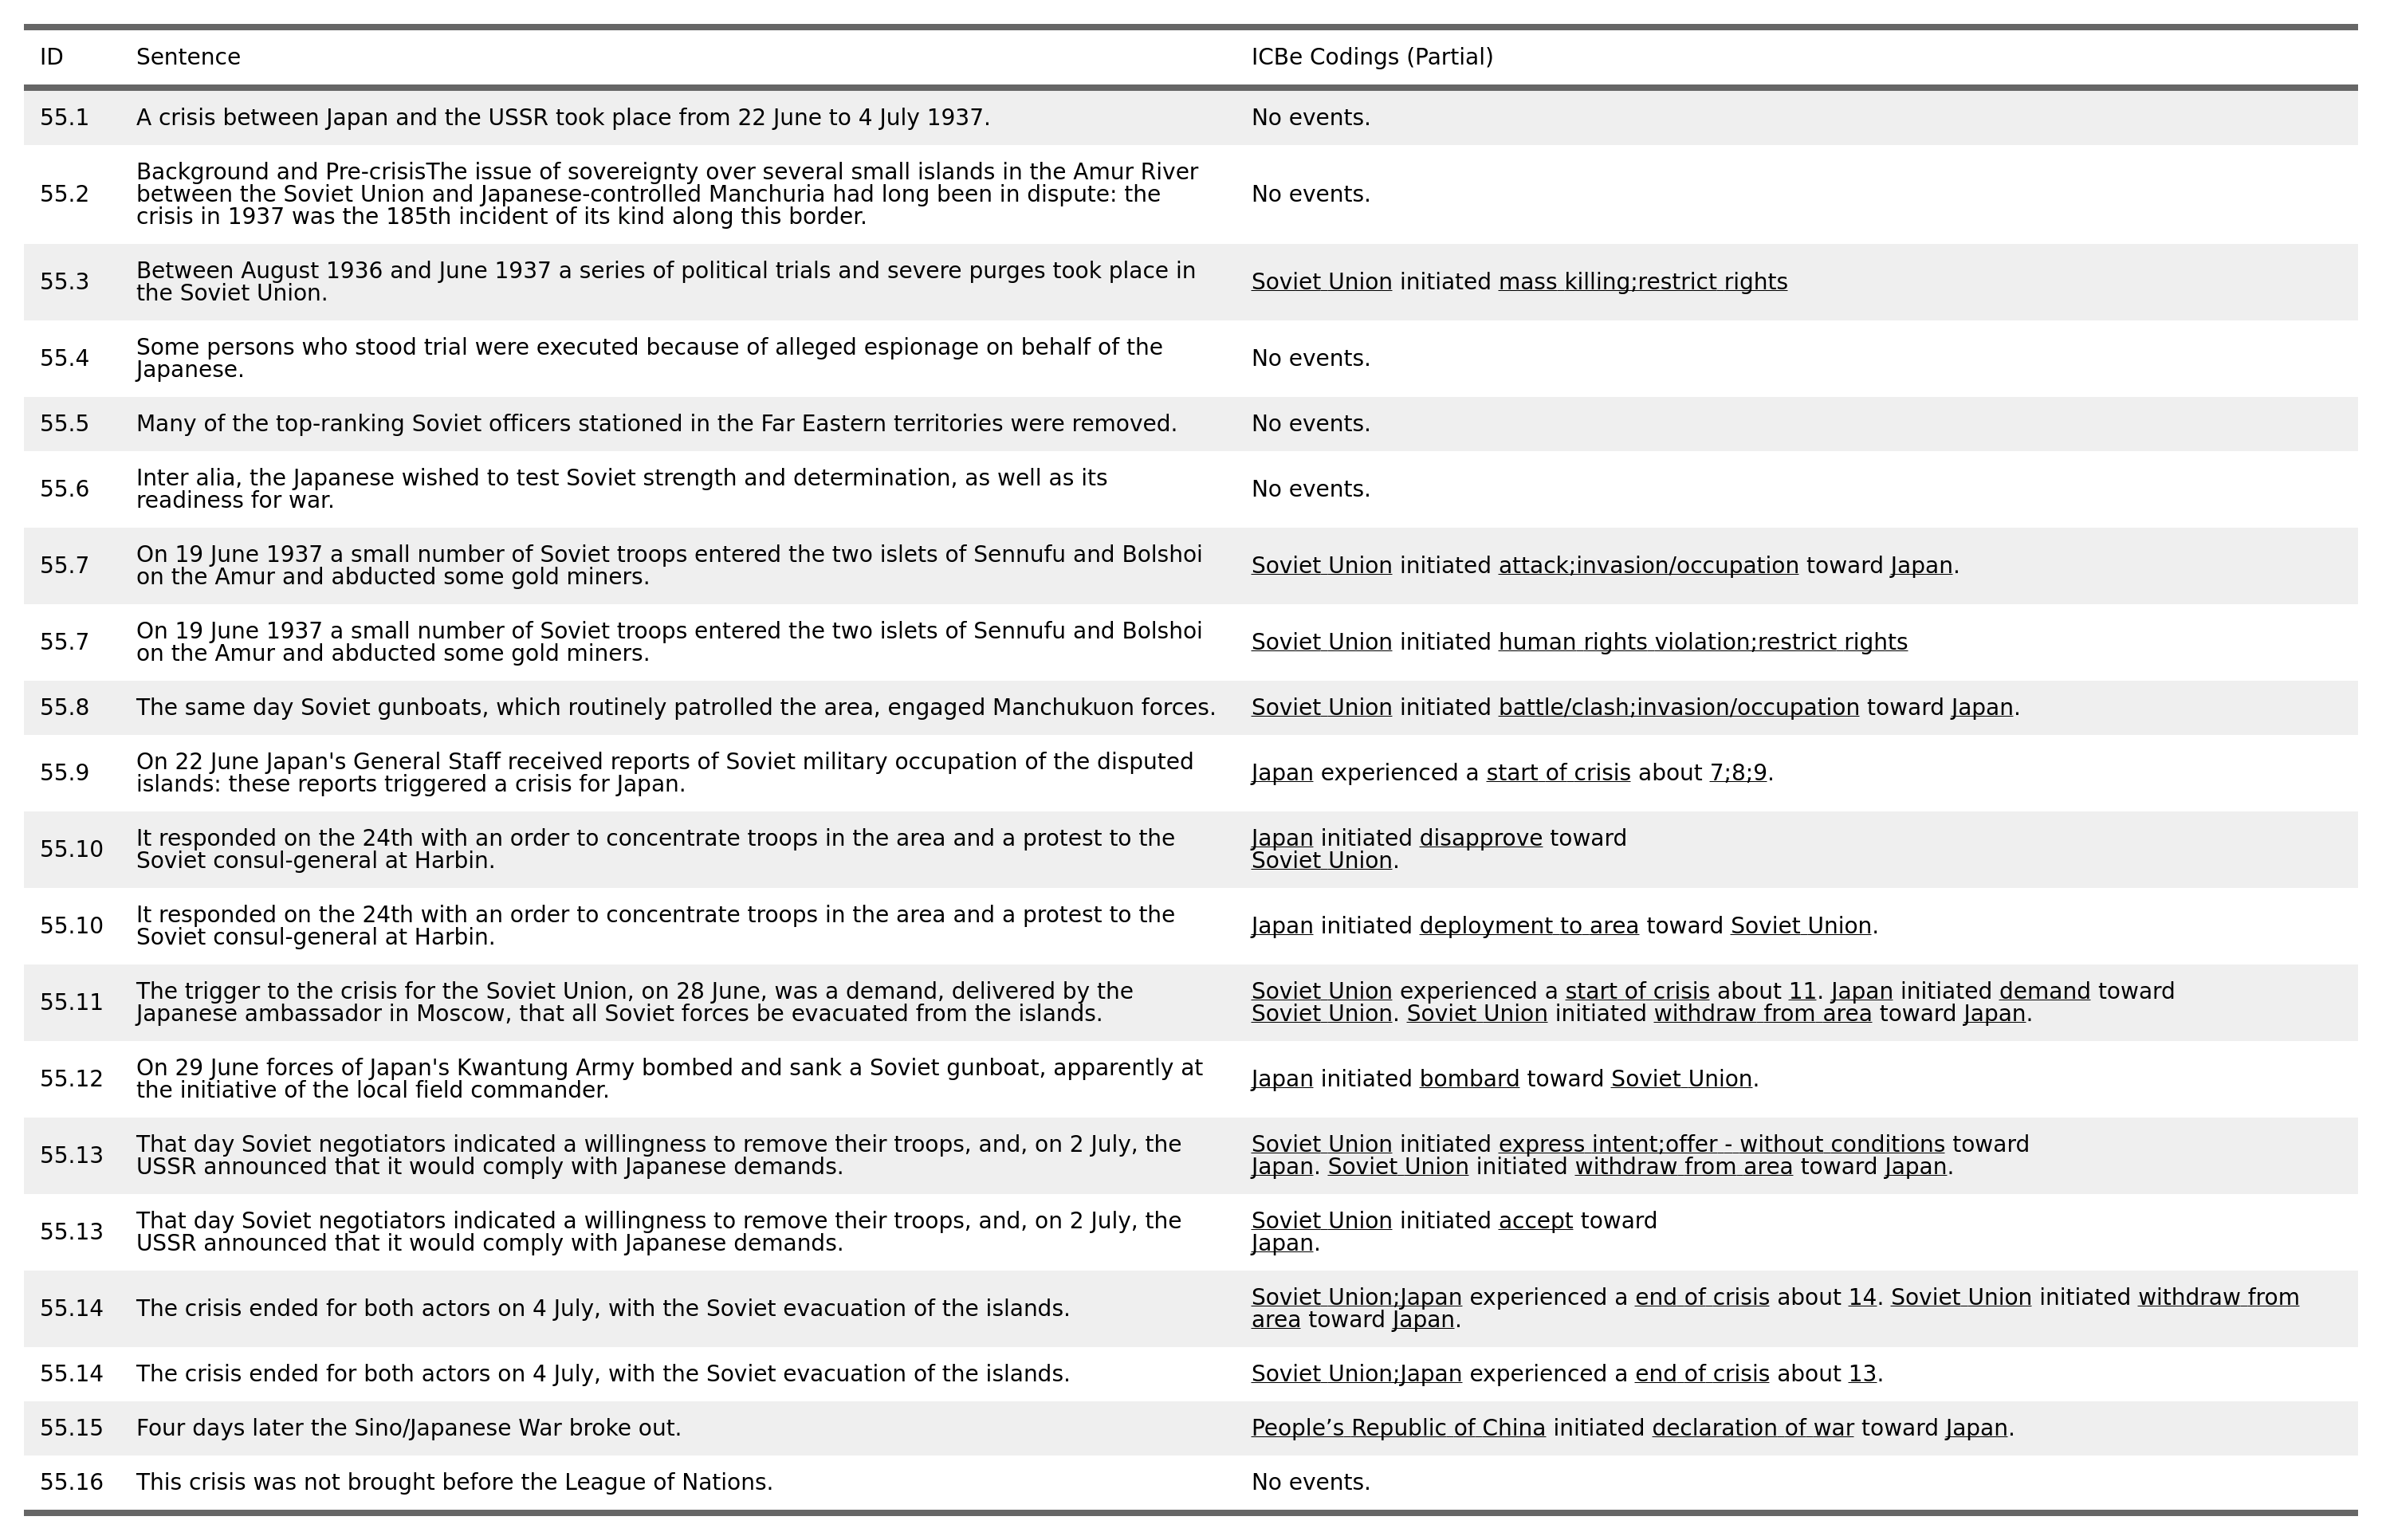 ID Sentence ICBe Codings (Partial)
55.1 A crisis between Japan and the USSR took place from 22 June to 4 July 1937. No events.
55.2 Background and Pre-crisisThe issue of sovereignty over several small islands in the Amur River
between the Soviet Union and Japanese-controlled Manchuria had long been in dispute: the
crisis in 1937 was the 185th incident of its kind along this border.
No events.
55.3 Between August 1936 and June 1937 a series of political trials and severe purges took place in
the Soviet Union.
Soviet Union initiated mass killing;restrict rights
55.4 Some persons who stood trial were executed because of alleged espionage on behalf of the
Japanese.
No events.
55.5 Many of the top-ranking Soviet officers stationed in the Far Eastern territories were removed. No events.
55.6 Inter alia, the Japanese wished to test Soviet strength and determination, as well as its
readiness for war.
No events.
55.7 On 19 June 1937 a small number of Soviet troops entered the two islets of Sennufu and Bolshoi
on the Amur and abducted some gold miners.
Soviet Union initiated attack;invasion/occupation toward Japan.
55.7 On 19 June 1937 a small number of Soviet troops entered the two islets of Sennufu and Bolshoi
on the Amur and abducted some gold miners.
Soviet Union initiated human rights violation;restrict rights
55.8 The same day Soviet gunboats, which routinely patrolled the area, engaged Manchukuon forces. Soviet Union initiated battle/clash;invasion/occupation toward Japan.
55.9 On 22 June Japan's General Staff received reports of Soviet military occupation of the disputed
islands: these reports triggered a crisis for Japan.
Japan experienced a start of crisis about 7;8;9.
55.10 It responded on the 24th with an order to concentrate troops in the area and a protest to the
Soviet consul-general at Harbin.
Japan initiated disapprove toward
Soviet Union.
55.10 It responded on the 24th with an order to concentrate troops in the area and a protest to the
Soviet consul-general at Harbin.
Japan initiated deployment to area toward Soviet Union.
55.11 The trigger to the crisis for the Soviet Union, on 28 June, was a demand, delivered by the
Japanese ambassador in Moscow, that all Soviet forces be evacuated from the islands.
Soviet Union experienced a start of crisis about 11. Japan initiated demand toward
Soviet Union. Soviet Union initiated withdraw from area toward Japan.
55.12 On 29 June forces of Japan's Kwantung Army bombed and sank a Soviet gunboat, apparently at
the initiative of the local field commander.
Japan initiated bombard toward Soviet Union.
55.13 That day Soviet negotiators indicated a willingness to remove their troops, and, on 2 July, the
USSR announced that it would comply with Japanese demands.
Soviet Union initiated express intent;offer - without conditions toward
Japan. Soviet Union initiated withdraw from area toward Japan.
55.13 That day Soviet negotiators indicated a willingness to remove their troops, and, on 2 July, the
USSR announced that it would comply with Japanese demands.
Soviet Union initiated accept toward
Japan.
55.14 The crisis ended for both actors on 4 July, with the Soviet evacuation of the islands.
Soviet Union;Japan experienced a end of crisis about 14. Soviet Union initiated withdraw from
area toward Japan.
55.14 The crisis ended for both actors on 4 July, with the Soviet evacuation of the islands. Soviet Union;Japan experienced a end of crisis about 13.
55.15 Four days later the Sino/Japanese War broke out. People’s Republic of China initiated declaration of war toward Japan.
55.16 This crisis was not brought before the League of Nations. No events.